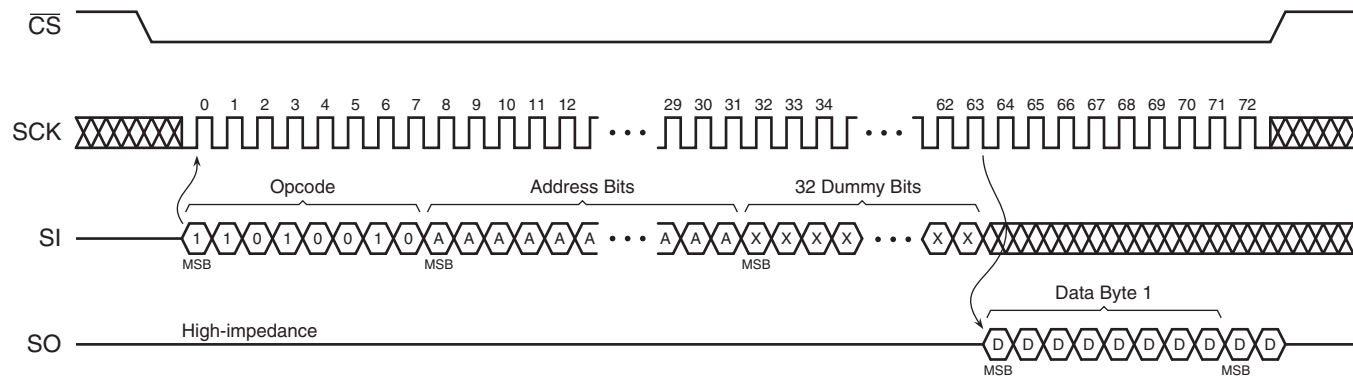 CS
0 1 2 3 4 5 6 7 8 9 10 11 12 29 30 31 32 33 34 62 63 64 65 66 67 68 69 70 71 72
SCK
Opcode Address Bits 32 Dummy Bits
SI 1 1 0 1 0 0 1 0 A A A A A A A A A X X X X X X
MSB MSB MSB
Data Byte 1
High-impedance
SO D D D D D D D D D D
MSB MSB